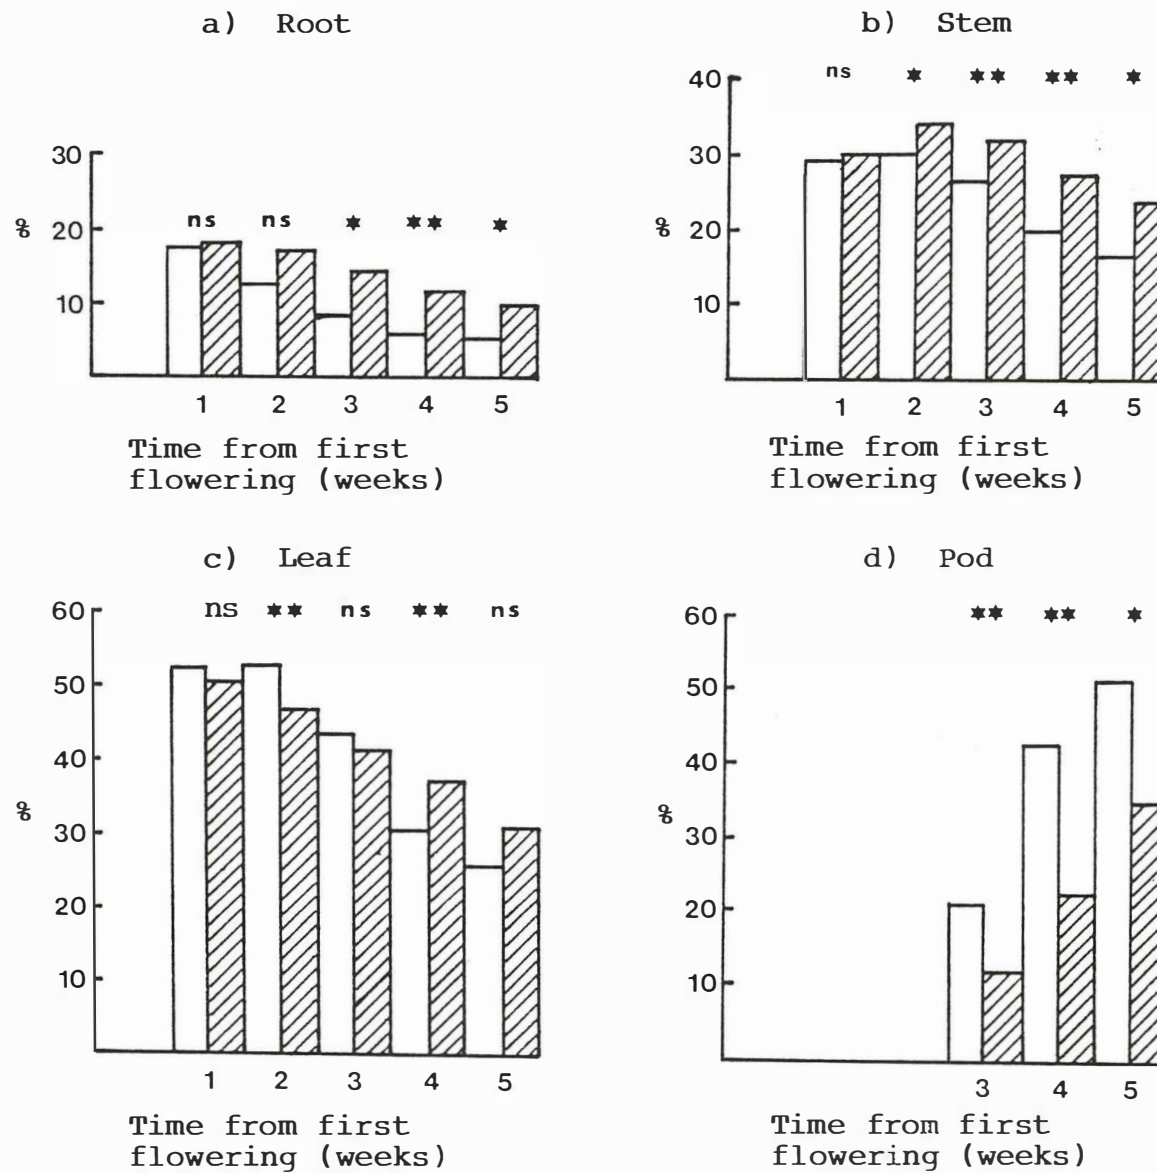 a) Root
30
20
10
%
ns ns * ** *
1 2 3 4 5
Time from first
flowering (weeks)
b) Stem
40
30
20
10
%
ns * ** ** *
1 2 3 4 5
Time from first
flowering (weeks)
c) Leaf
60
50
40
30
20
10
%
ns ** ns ** ns
1 2 3 4 5
Time from first
flowering (weeks)
d) Pod
60
50
40
30
20
10
%
** ** *
3 4 5
Time from first
flowering (weeks)